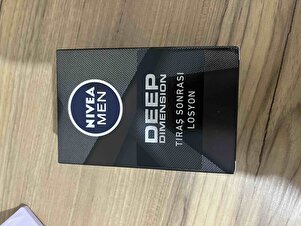 NIVEA
MEN
DEEP
DIMENSION
TIRAŞ SONRASI
LOSYON